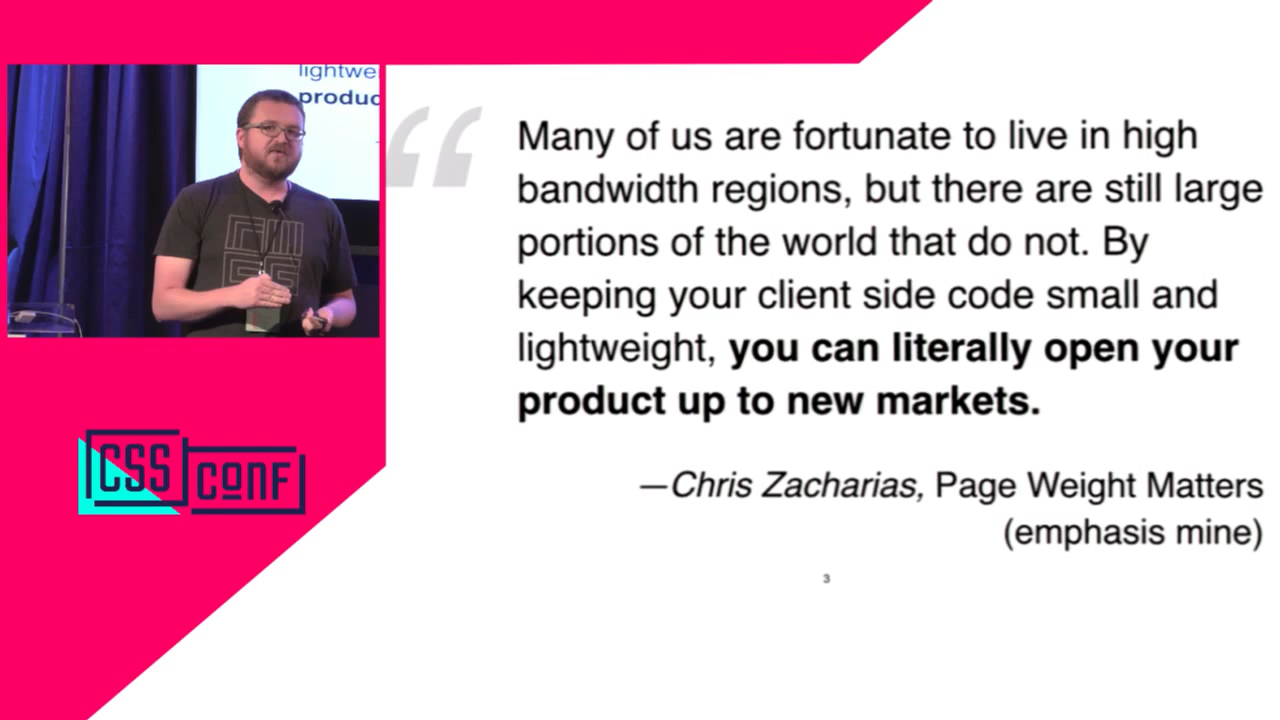 lightwe
produc
“
Many of us are fortunate to live in high
bandwidth regions, but there are still large
portions of the world that do not. By
keeping your client side code small and
lightweight, you can literally open your
product up to new markets.
—Chris Zacharias, Page Weight Matters
(emphasis mine)
3
CSS
CONF